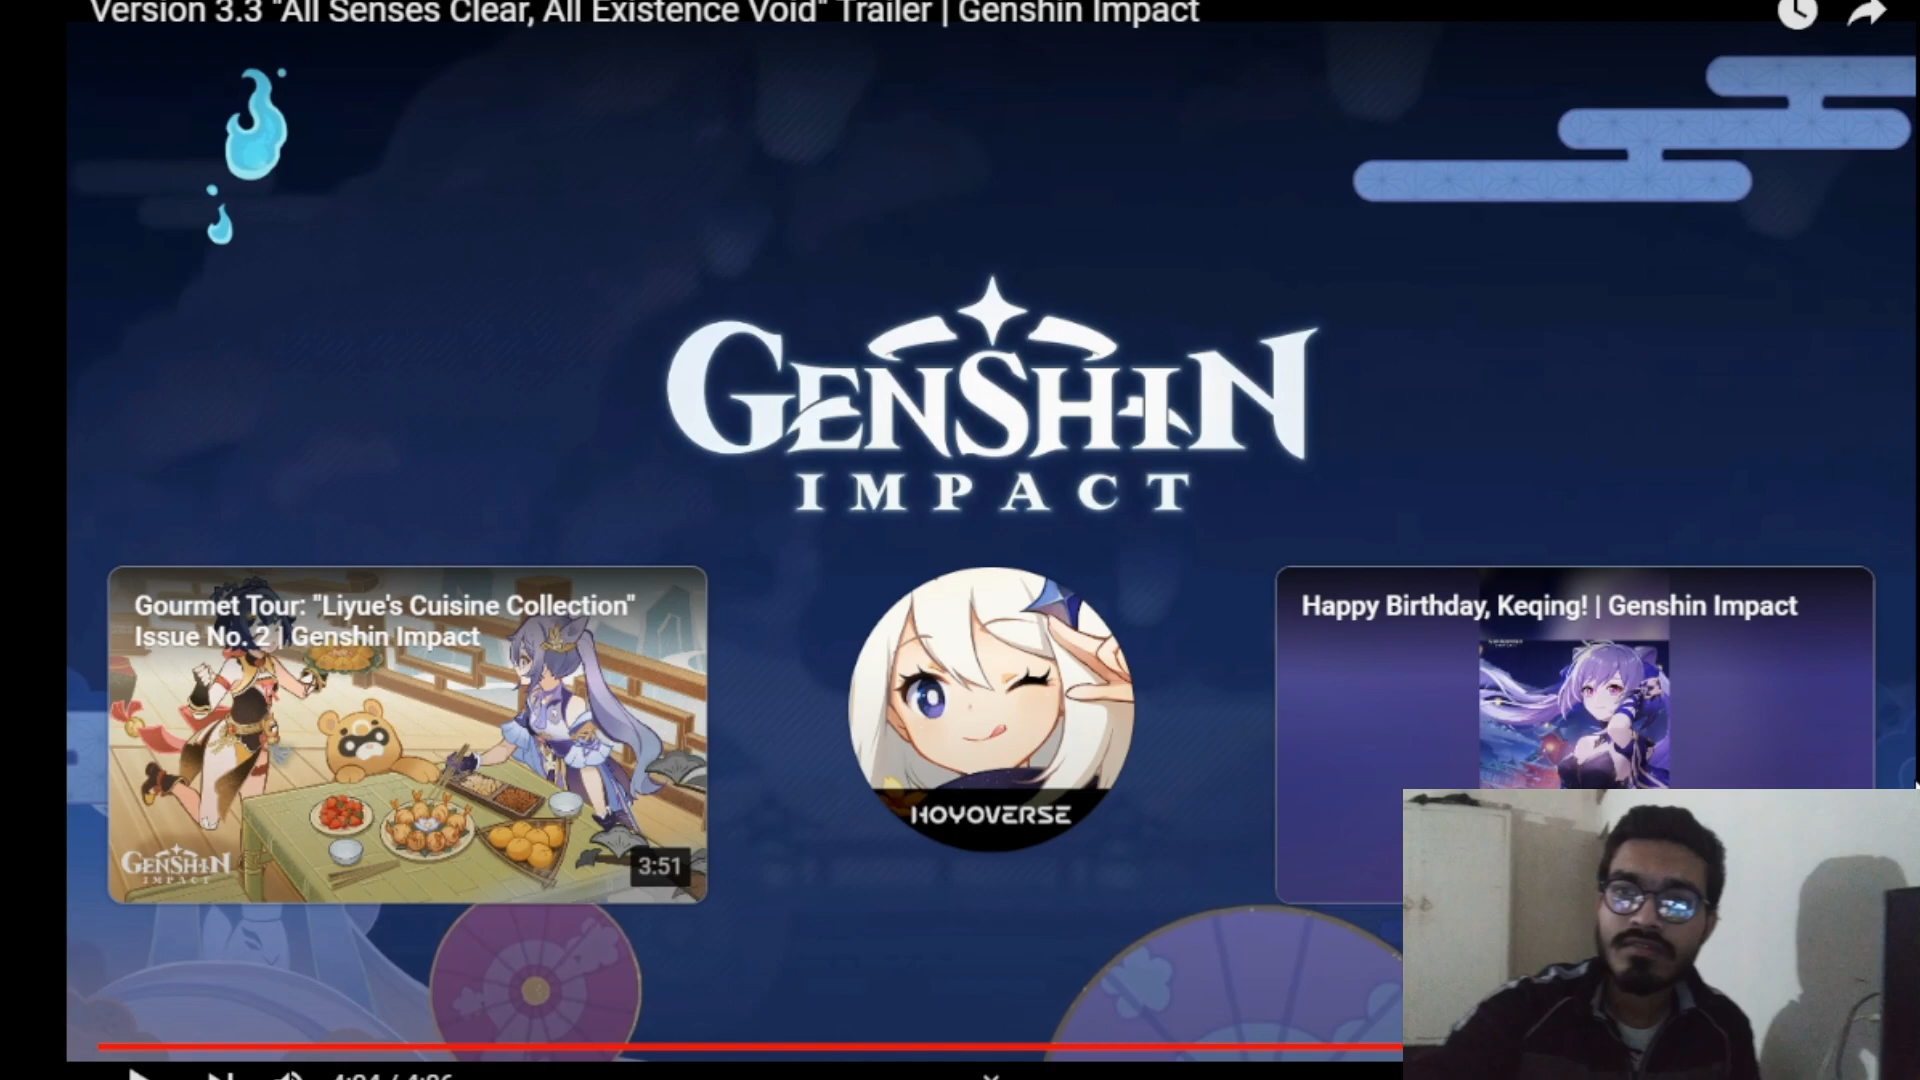 Version 3.3 "All Senses Clear, All Existence Void" Trailer | Genshin Impact
GENSHIN
IMPACT
Gourmet Tour: "Liyue's Cuisine Collection"
Issue No. 2 | Genshin Impact
GENSHIN
IMPACT
3:51
HOYOVERSE
Happy Birthday, Keqing! | Genshin Impact